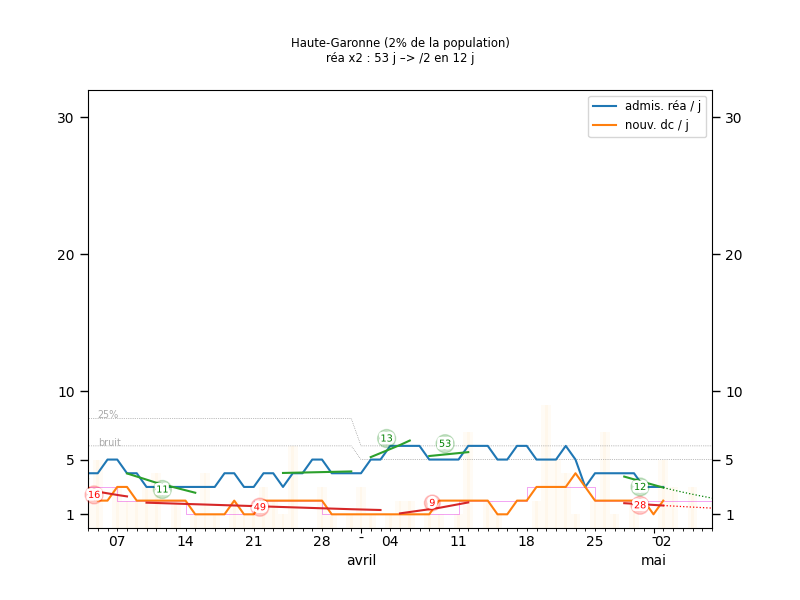 Haute-Garonne (2% de la population)
réa x2 : 53 j –> /2 en 12 j
admis. réa / j
nouv. dc / j
30 30
20 20
10 10
5 5
1 1
25%
bruit
16
11
49
13
53
9
12
28
07 14 21 28 - 04 11 18 25 - 02
avril mai